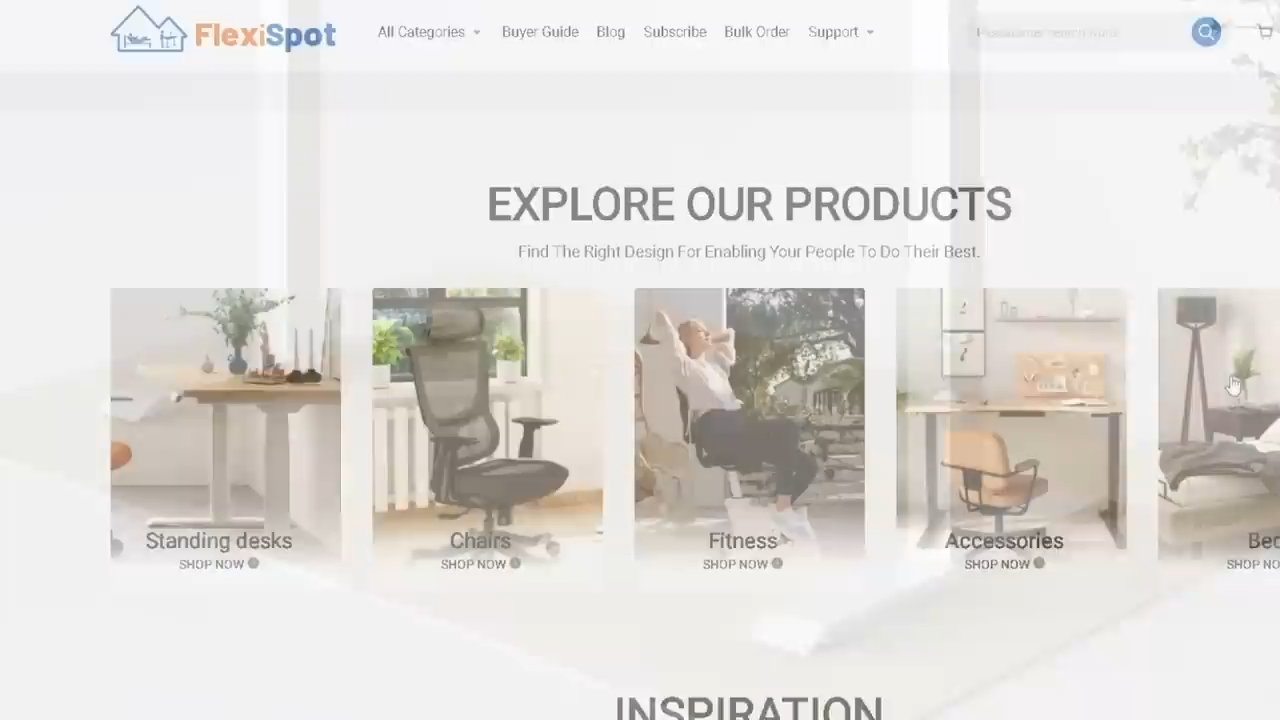 FlexiSpot
All Categories Buyer Guide Blog Subscribe Bulk Order Support
EXPLORE OUR PRODUCTS
Find The Right Design For Enabling Your People To Do Their Best.
Standing desks Chairs Fitness Accessories
SHOP NOW SHOP NOW SHOP NOW SHOP NOW SHOP
INSPIRATION